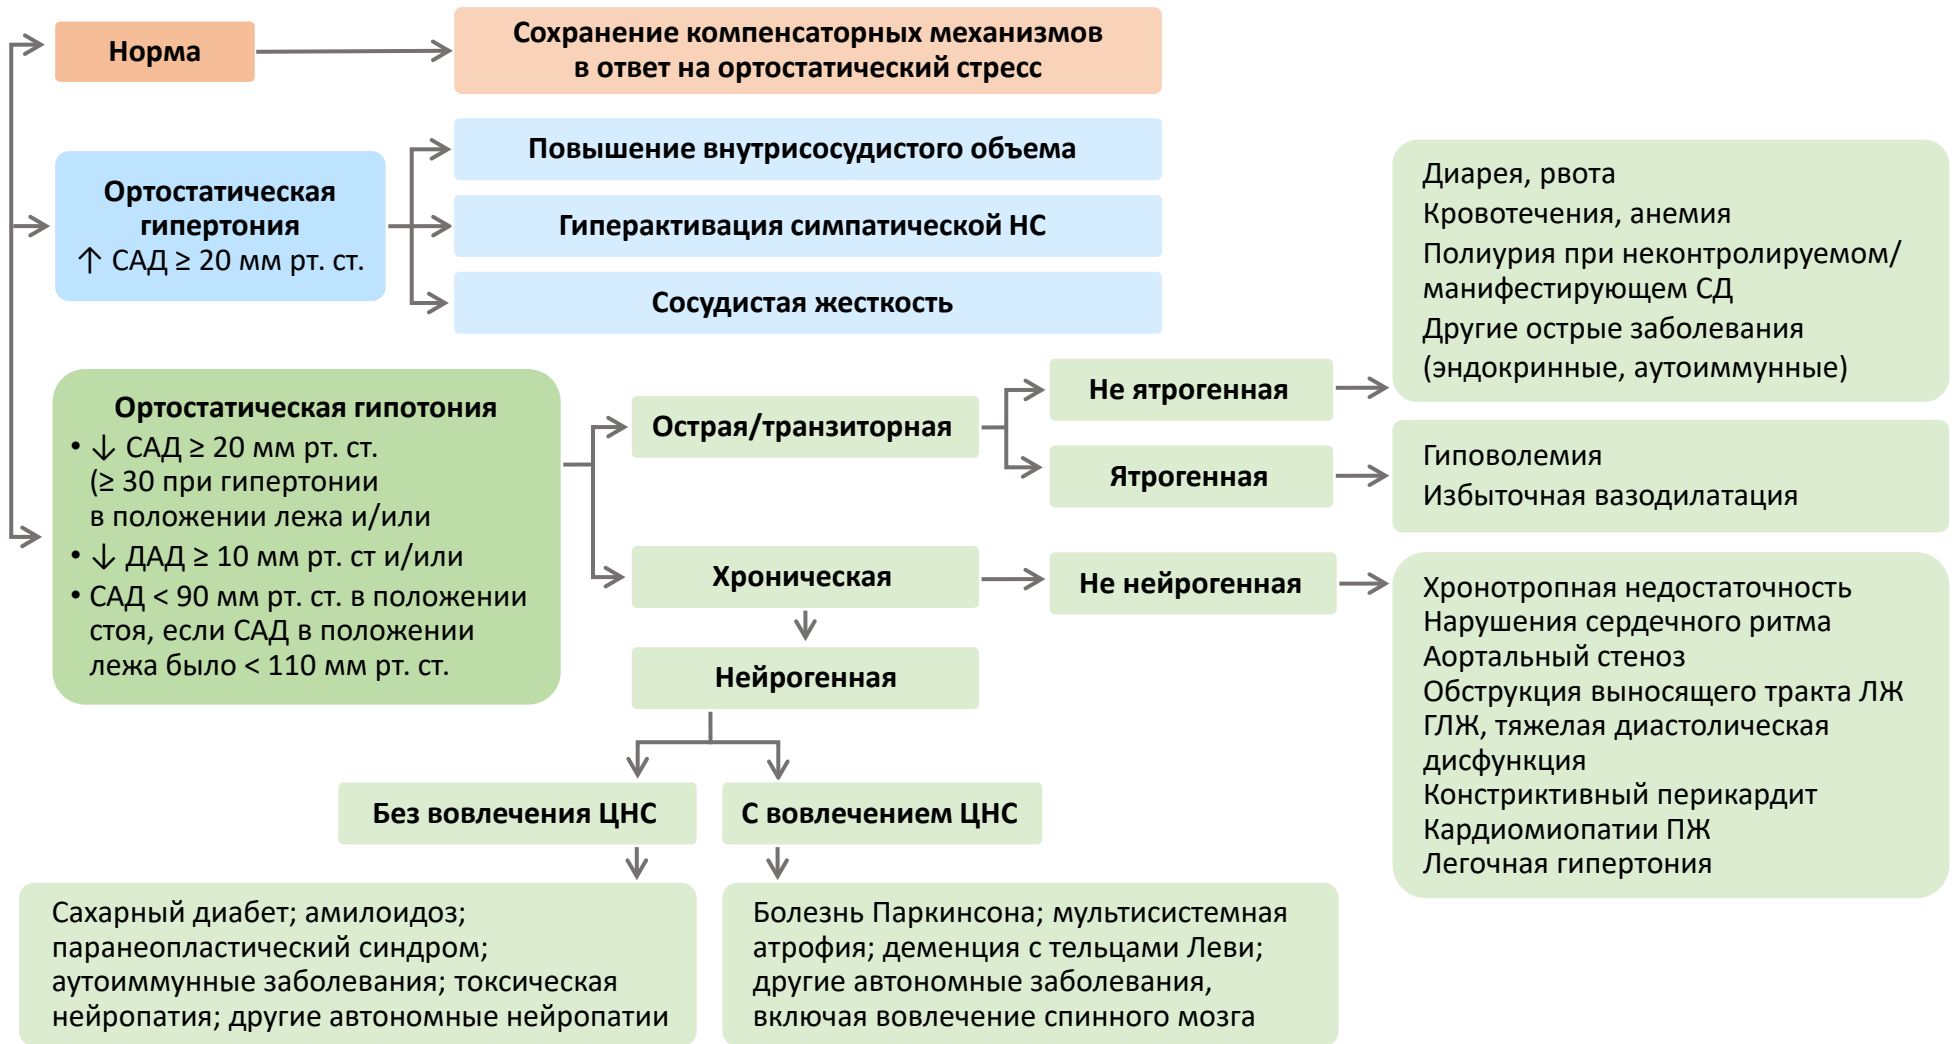 Норма
Сохранение компенсаторных механизмов
в ответ на ортостатический стресс
Ортостатическая
гипертония
↑ САД ≥ 20 мм рт. ст.
Повышение внутрисосудистого объема
Гиперактивация симпатической НС
Сосудистая жесткость
Ортостатическая гипотония
• ↓ САД ≥ 20 мм рт. ст.
(≥ 30 при гипертонии
в положении лежа и/или
• ↓ ДАД ≥ 10 мм рт. ст и/или
• САД < 90 мм рт. ст. в положении
стоя, если САД в положении
лежа было < 110 мм рт. ст.
Острая/транзиторная
Не ятрогенная
Диарея, рвота
Кровотечения, анемия
Полиурия при неконтролируемом/
манифестирующем СД
Другие острые заболевания
(эндокринные, аутоиммунные)
Ятрогенная
Гиповолемия
Избыточная вазодилатация
Хроническая
Не нейрогенная
Хронотропная недостаточность
Нарушения сердечного ритма
Аортальный стеноз
Обструкция выносящего тракта ЛЖ
ГЛЖ, тяжелая диастолическая
дисфункция
Констриктивный перикардит
Кардиомиопатии ПЖ
Легочная гипертония
Нейрогенная
Без вовлечения ЦНС
С вовлечением ЦНС
Сахарный диабет; амилоидоз;
паранеопластический синдром;
аутоиммунные заболевания; токсическая
нейропатия; другие автономные нейропатии
Болезнь Паркинсона; мультисистемная
атрофия; деменция с тельцами Леви;
другие автономные заболевания,
включая вовлечение спинного мозга